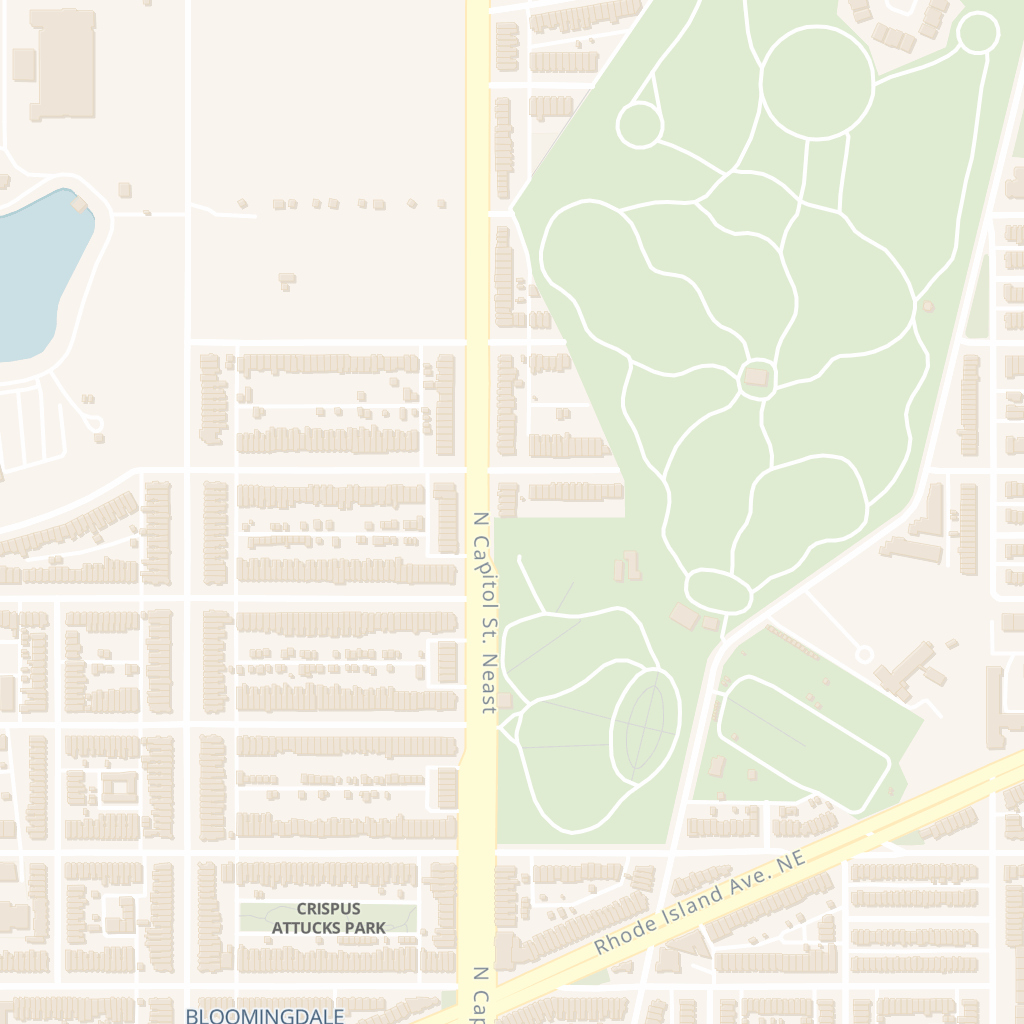 N Capitol St. Neast
Rhode Island Ave. NE
CRISPUS
ATTUCKS PARK
N Cap
BLOOMINGDALE